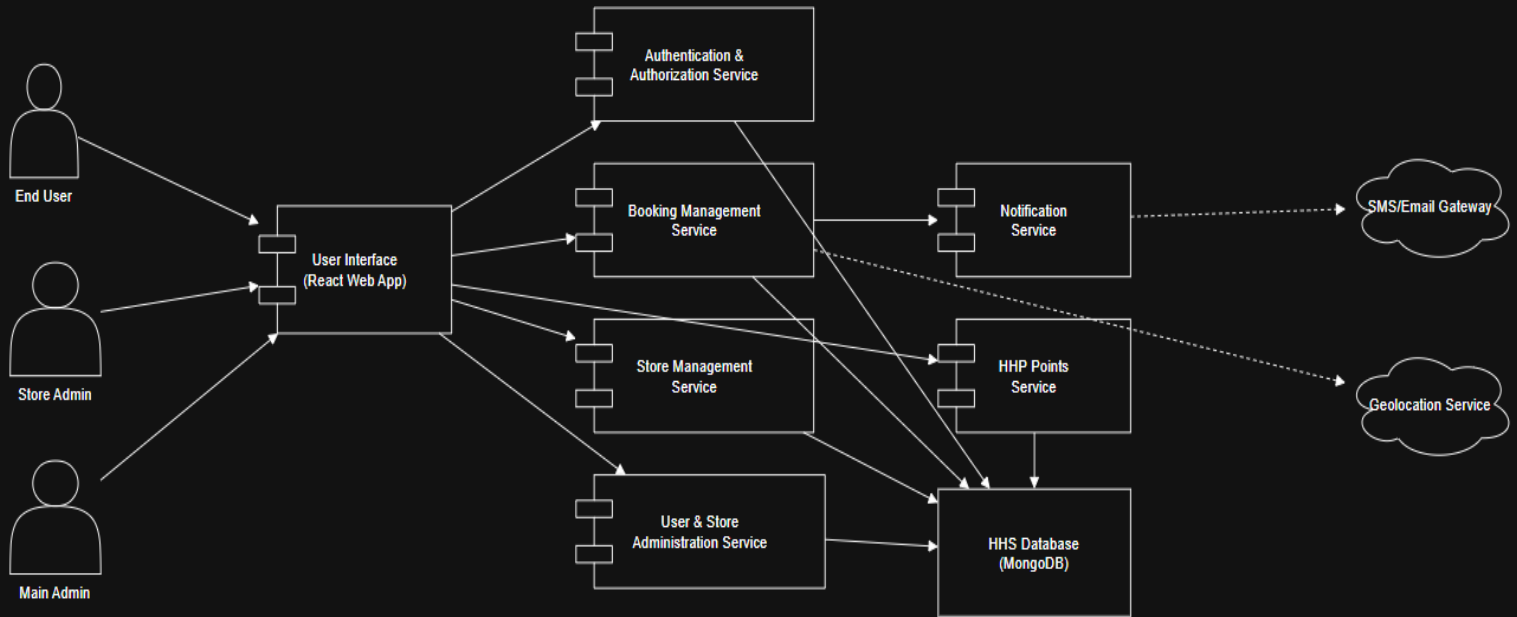 End User
Store Admin
Main Admin
User Interface
(React Web App)
Authentication &
Authorization Service
Booking Management
Service
Store Management
Service
User & Store
Administration Service
Notification
Service
HHP Points
Service
HHS Database
(MongoDB)
SMS/Email Gateway
Geolocation Service